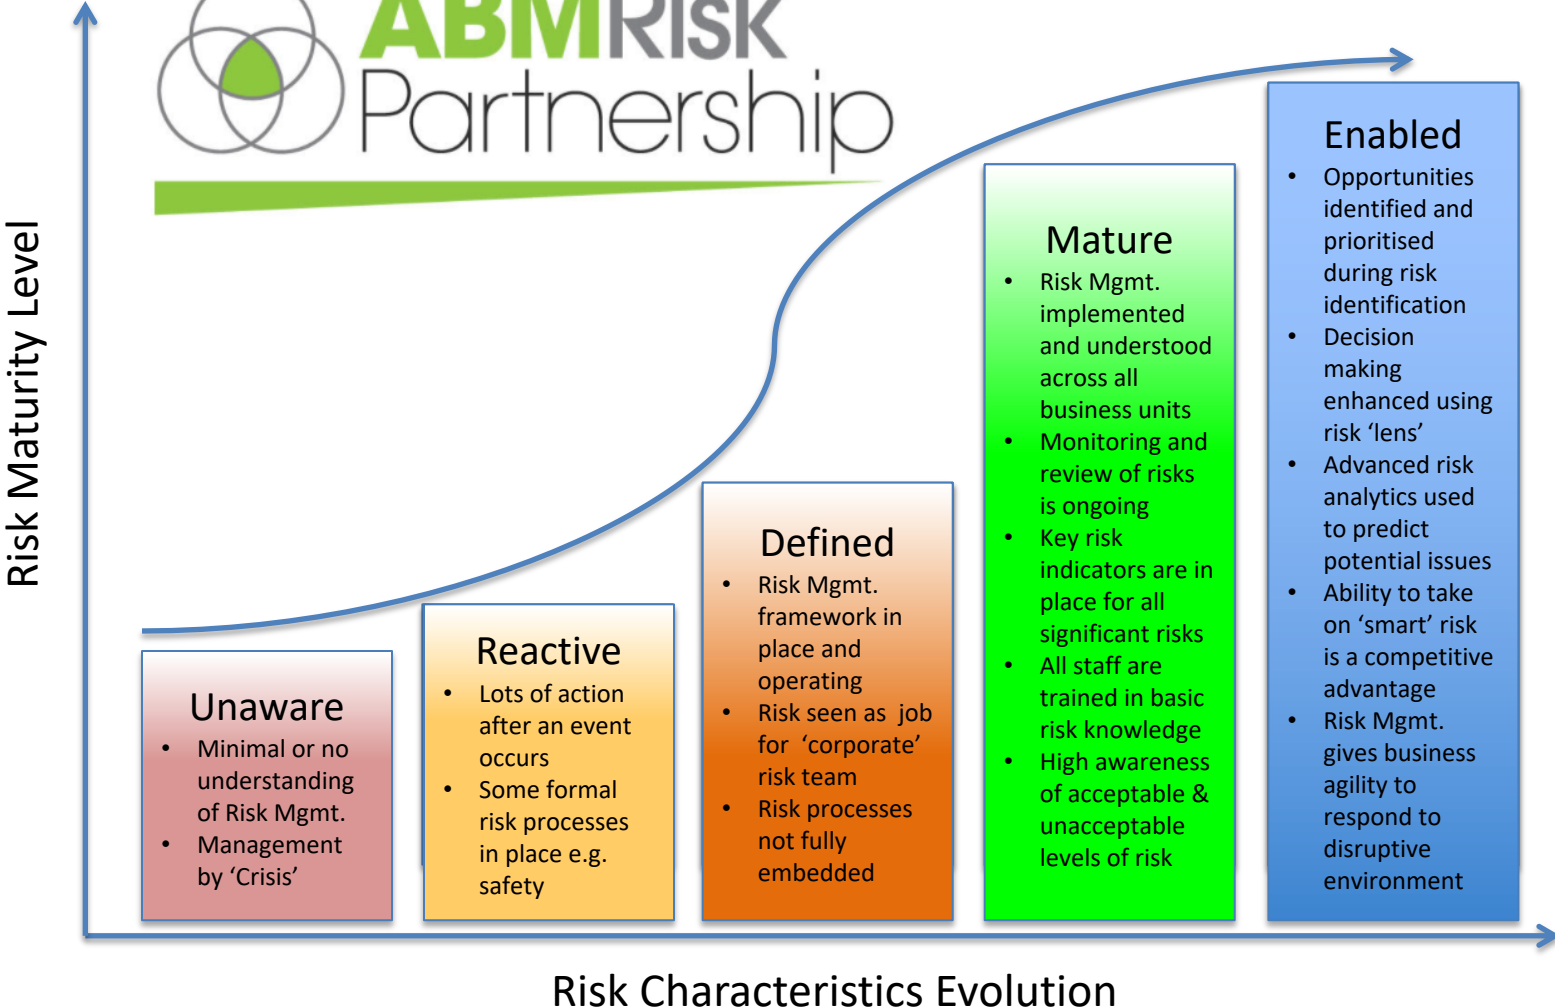 ABMRISK
Partnership
Risk Maturity Level
Unaware
• Minimal or no
understanding
of Risk Mgmt.
• Management
by ‘Crisis’
Reactive
• Lots of action
after an event
occurs
• Some formal
risk processes
in place e.g.
safety
Defined
• Risk Mgmt.
framework in
place and
operating
• Risk seen as job
for ‘corporate’
risk team
• Risk processes
not fully
embedded
Mature
• Risk Mgmt.
implemented
and understood
across all
business units
• Monitoring and
review of risks
is ongoing
• Key risk
indicators are in
place for all
significant risks
• All staff are
trained in basic
risk knowledge
• High awareness
of acceptable &
unacceptable
levels of risk
Enabled
• Opportunities
identified and
prioritised
during risk
identification
• Decision
making
enhanced using
risk ‘lens’
• Advanced risk
analytics used
to predict
potential issues
• Ability to take
on ‘smart’ risk
is a competitive
advantage
• Risk Mgmt.
gives business
agility to
respond to
disruptive
environment
Risk Characteristics Evolution